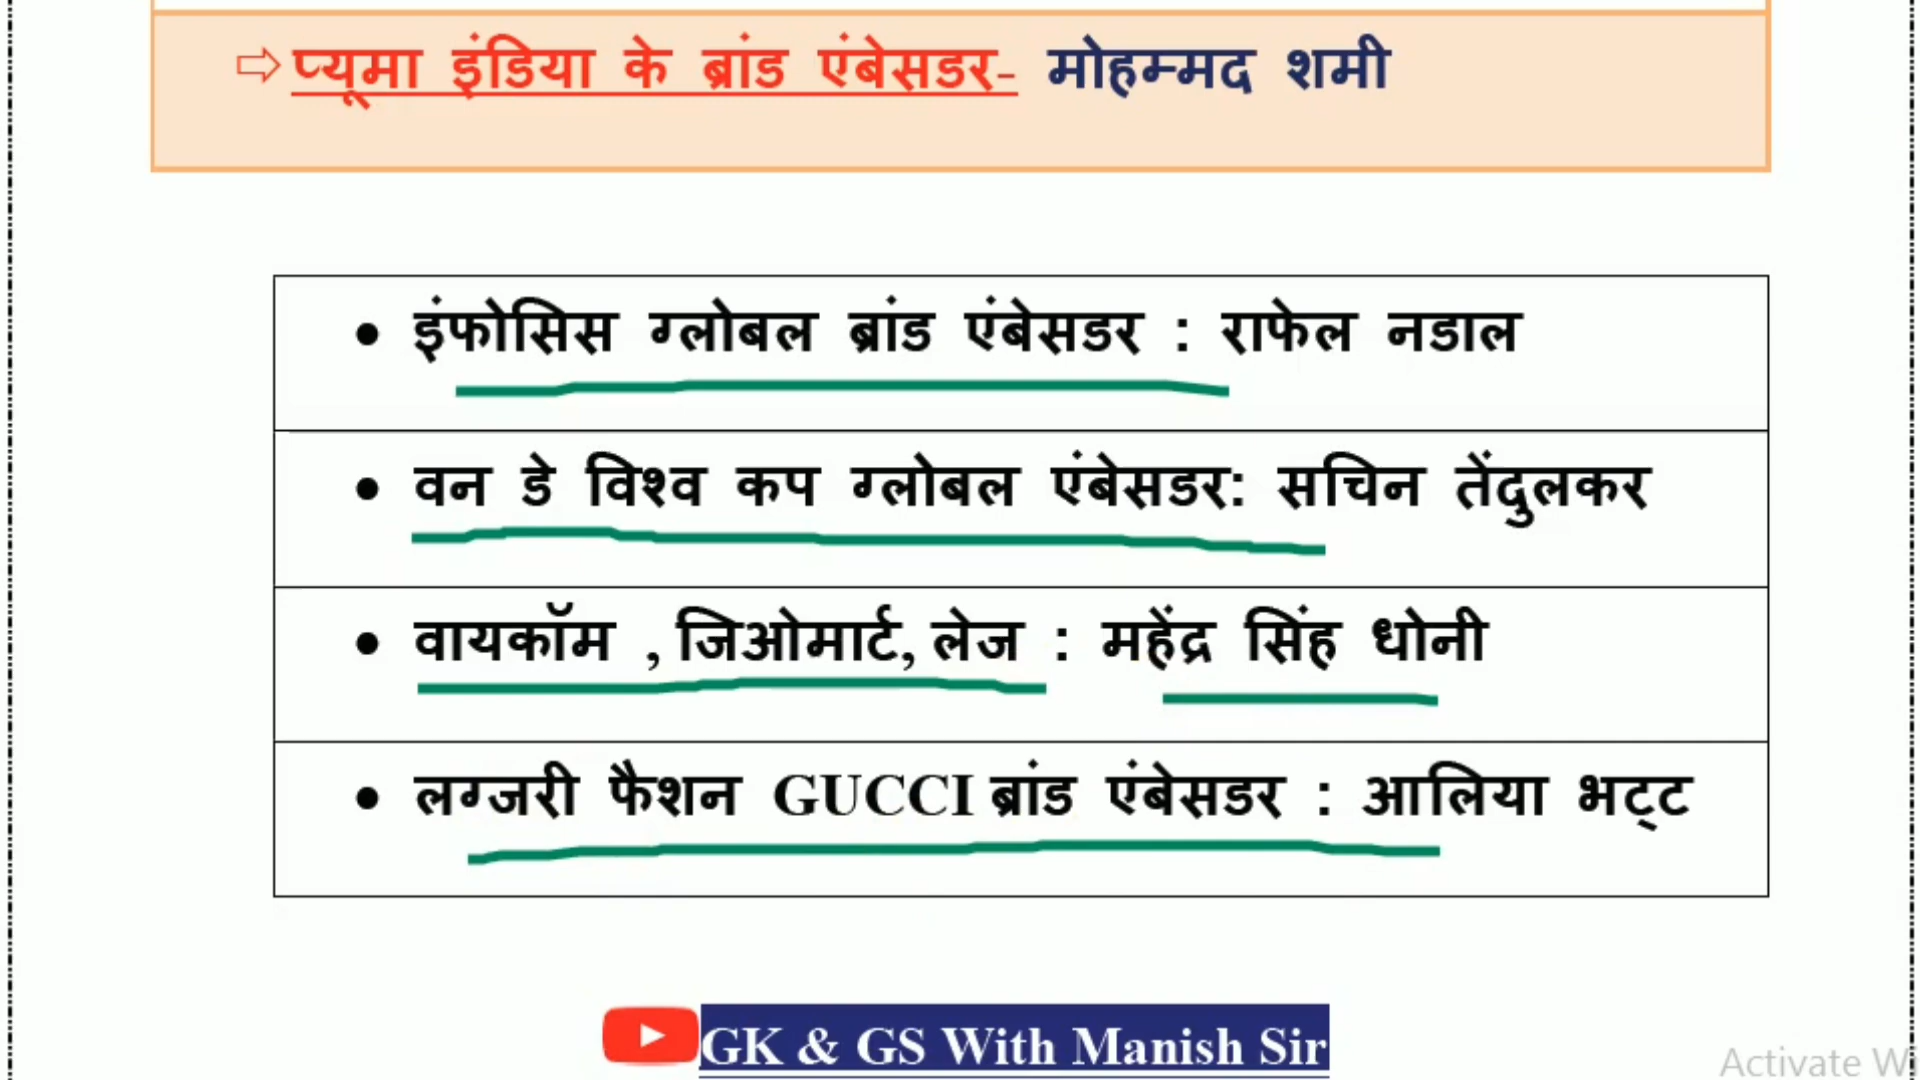 ⇨प्यूमा इंडिया के ब्रांड एंबेसडर- मोहम्मद शमी
• इंफोसिस ग्लोबल ब्रांड एंबेसडर : राफेल नडाल
• वन डे विश्व कप ग्लोबल एंबेसडर: सचिन तेंदुलकर
• वायकॉम , जिओमार्ट, लेज : महेंद्र सिंह धोनी
• लग्जरी फैशन GUCCI ब्रांड एंबेसडर : आलिया भट्ट
GK & GS With Manish Sir
Activate W